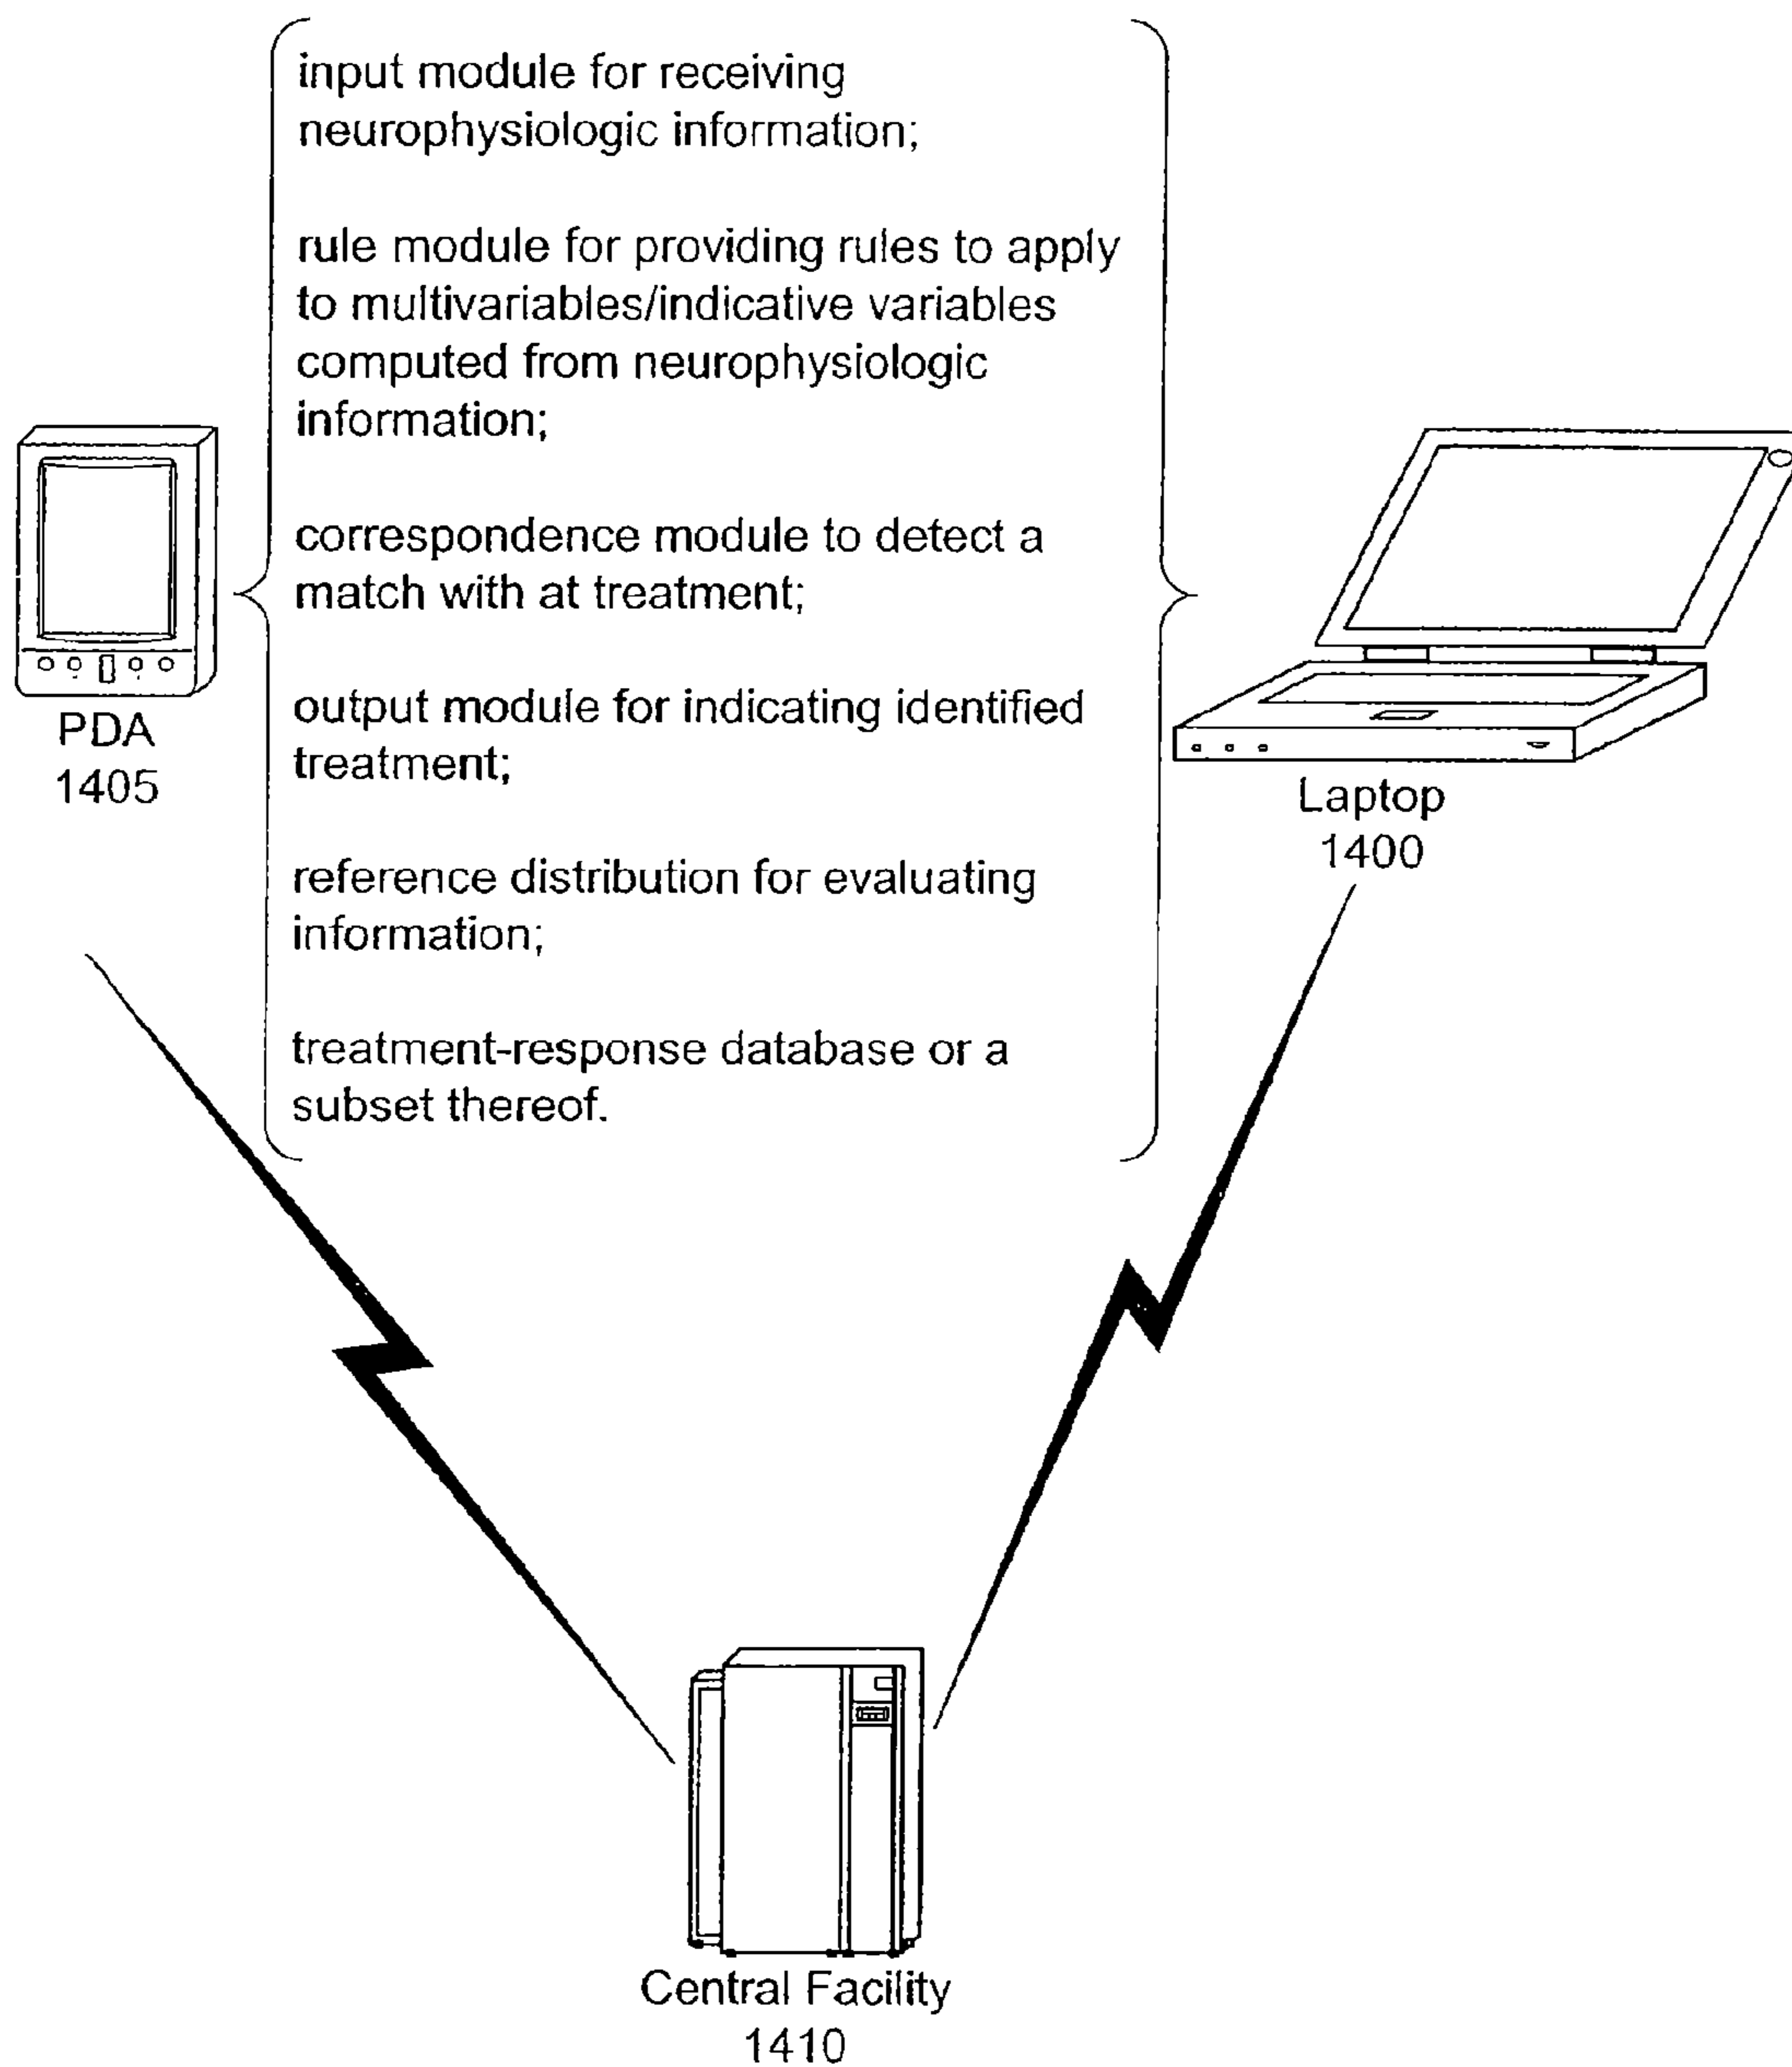 input module for receiving
neurophysiologic information;
rule module for providing rules to apply
to multivariables/indicative variables
computed from neurophysiologic
information;
correspondence module to detect a
match with at treatment;
output module for indicating identified
treatment;
reference distribution for evaluating
information;
treatment-response database or a
subset thereof.
PDA
1405
Laptop
1400
Central Facility
1410